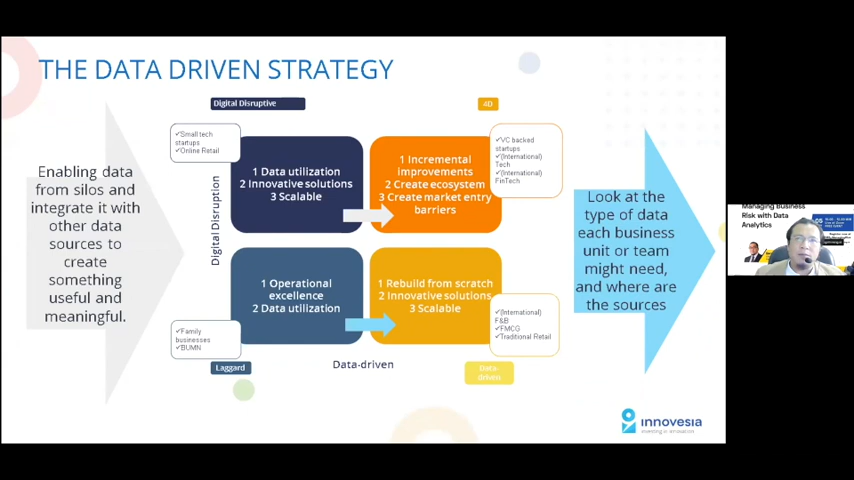 THE DATA DRIVEN STRATEGY
Digital Disruptive
4D
✓Small tech
startups
✓Online Retail
✓VC backed
startups
✓(International)
Tech
✓(International)
FinTech
1 Data utilization
2 Innovative solutions
3 Scalable
1 Incremental
improvements
2 Create ecosystem
3 Create market entry
barriers
Enabling data
from silos and
integrate it with
other data
sources to
create
something
useful and
meaningful.
Digital Disruption
Look at the
type of data
each business
unit or team
might need,
and where are
the sources
1 Operational
excellence
2 Data utilization
1 Rebuild from scratch
2 Innovative solutions
3 Scalable
✓Family
businesses
✓BUMN
✓(International)
F&B
✓FMCG
✓Traditional Retail
Laggard
Data-driven
Data-
driven
innovesia
investing in innovation
Managing Business
Risk with Data
Analytics